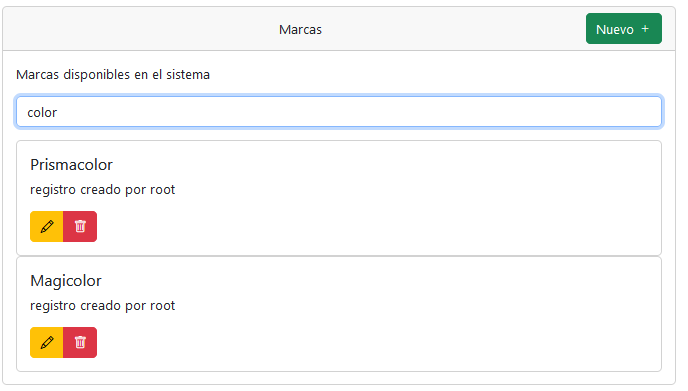 Marcas
Nuevo +
Marcas disponibles en el sistema
color
Prismacolor
registro creado por root
Magicolor
registro creado por root